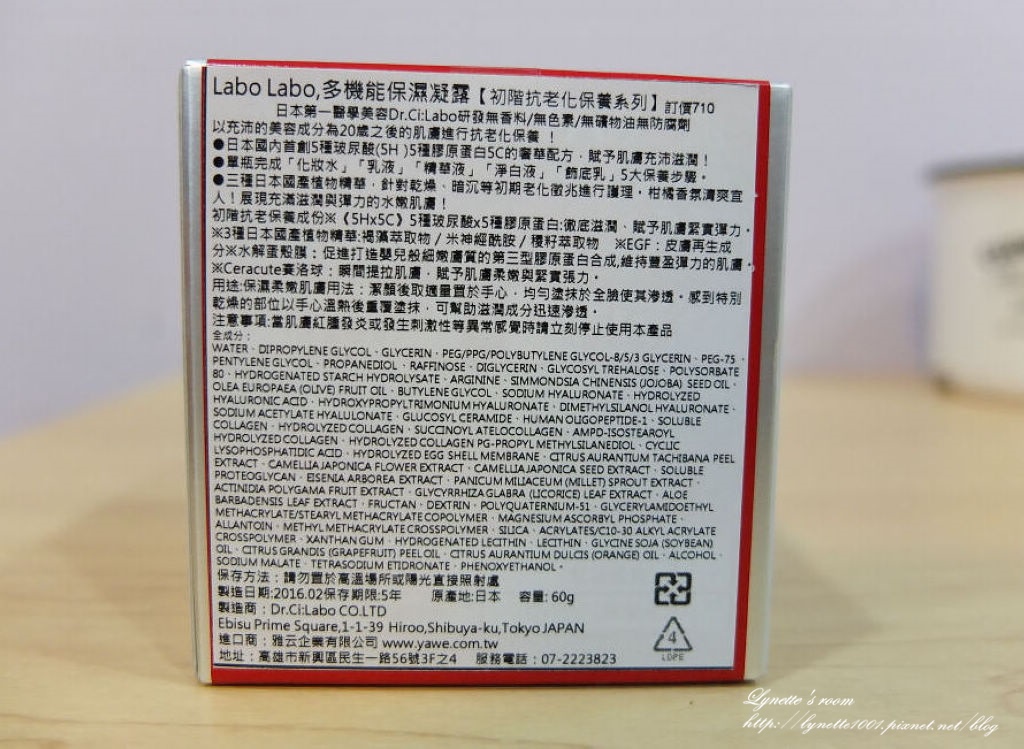 Labo Labo,多機能保濕凝露【初階抗老化保養系列】訂價710
日本第一醫學美容Dr.Ci:Labo研發無香料/無色素/無礦物油無防腐劑
以充沛的美容成分為20歲之後的肌膚進行抗老化保養！
●日本國內首創5種玻尿酸(5H )5種膠原蛋白5C的奢華配方，賦予肌膚充沛滋潤！
●單瓶完成「化妝水」「乳液」「精華液」「淨白液」「飾底乳」5大保養步驟。
●三種日本國產植物精華，針對乾燥、暗沉等初期老化徵兆進行護理，柑橘香氛清爽宜
人！展現充滿滋潤與彈力的水嫩肌膚！
初階抗老保養成份※《5Hx5C》5種玻尿酸x5種膠原蛋白:徹底滋潤、賦予肌膚緊實彈力。
※3種日本國產植物精華:褐藻萃取物／米神經酰胺／稷籽萃取物　※EGF：皮膚再生成
分※水解蛋殼膜：促進打造嬰兒般細嫩膚質的第三型膠原蛋白合成,維持豐盈彈力的肌膚。
※Ceracute賽洛球：瞬間提拉肌膚，賦予肌膚柔嫩與緊實張力。
用途:保濕柔嫩肌膚用法：潔顏後取適量置於手心，均勻塗抹於全臉使其滲透。感到特別
乾燥的部位以手心溫熱後重覆塗抹，可幫助滋潤成分迅速滲透。
注意事項:當肌膚紅腫發炎或發生刺激性等異常感覺時請立刻停止使用本產品
全成分：
WATER、DIPROPYLENE GLYCOL、GLYCERIN、PEG/PPG/POLYBUTYLENE GLYCOL-8/5/3 GLYCERIN、PEG-75、
PENTYLENE GLYCOL、PROPANEDIOL、RAFFINOSE、DIGLYCERIN、GLYCOSYL TREHALOSE、POLYSORBATE
80、HYDROGENATED STARCH HYDROLYSATE、ARGININE、SIMMONDSIA CHINENSIS (JOJOBA) SEED OIL、
OLEA EUROPAEA (OLIVE) FRUIT OIL、BUTYLENE GLYCOL、SODIUM HYALURONATE、HYDROLYZED
HYALURONIC ACID、HYDROXYPROPYLTRIMONIUM HYALURONATE、DIMETHYLSILANOL HYALURONATE、
SODIUM ACETYLATE HYALULONATE、GLUCOSYL CERAMIDE、HUMAN OLIGOPEPTIDE-1、SOLUBLE
COLLAGEN、HYDROLYZED COLLAGEN、SUCCINOYL ATELOCOLLAGEN、AMPD-ISOSTEAROYL
HYDROLYZED COLLAGEN、HYDROLYZED COLLAGEN PG-PROPYL METHYLSILANEDIOL、CYCLIC
LYSOPHOSPHATIDIC ACID、HYDROLYZED EGG SHELL MEMBRANE、CITRUS AURANTIUM TACHIBANA PEEL
EXTRACT、CAMELLIA JAPONICA FLOWER EXTRACT、CAMELLIA JAPONICA SEED EXTRACT、SOLUBLE
PROTEOGLYCAN、EISENIA ARBOREA EXTRACT、PANICUM MILIACEUM (MILLET) SPROUT EXTRACT、
ACTINIDIA POLYGAMA FRUIT EXTRACT、GLYCYRRHIZA GLABRA (LICORICE) LEAF EXTRACT、ALOE
BARBADENSIS LEAF EXTRACT、FRUCTAN、DEXTRIN、POLYQUATERNIUM-51、GLYCERYLAMIDOETHYL
METHACRYLATE/STEARYL METHACRYLATE COPOLYMER、MAGNESIUM ASCORBYL PHOSPHATE、
ALLANTOIN、METHYL METHACRYLATE CROSSPOLYMER、SILICA、ACRYLATES/C10-30 ALKYL ACRYLATE
CROSSPOLYMER、XANTHAN GUM、HYDROGENATED LECITHIN、LECITHIN、GLYCINE SOJA (SOYBEAN)
OIL、CITRUS GRANDIS (GRAPEFRUIT) PEEL OIL、CITRUS AURANTIUM DULCIS (ORANGE) OIL、ALCOHOL、
SODIUM MALATE、TETRASODIUM ETIDRONATE、PHENOXYETHANOL。
保存方法：請勿置於高溫場所或陽光直接照射處
製造日期:2016.02保存期限:5年　原產地:日本　容量: 60g
製造商：Dr.Ci:Labo CO.LTD
Ebisu Prime Square,1-1-39 Hiroo,Shibuya-ku,Tokyo JAPAN
進口商：雅云企業有限公司 www.yawe.com.tw
地址：高雄市新興區民生一路56號3F之4　服務電話：07-2223823
4
LDPE
Lynette's room
http://lynette1001.pixnet.net/blog